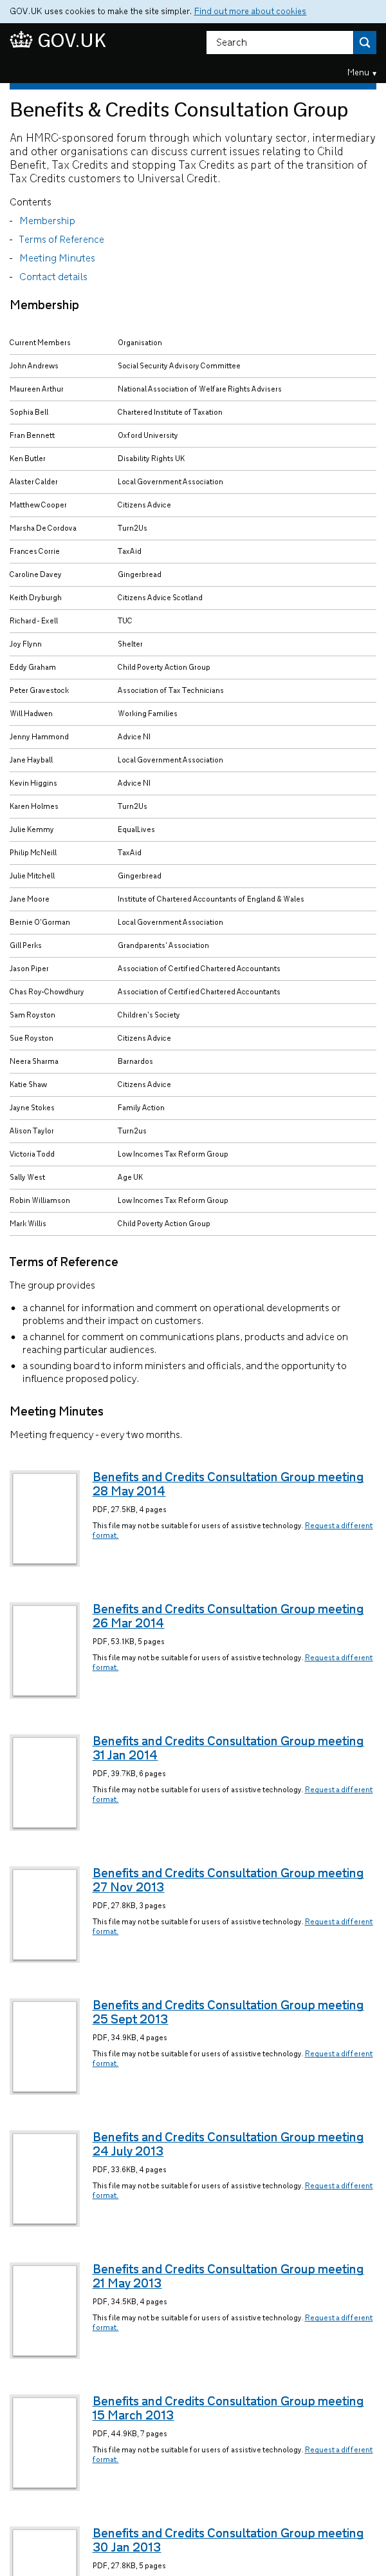 GOV.UK uses cookies to make the site simpler. Find out more about cookies
GOV.UK
Search
Menu ▾
Benefits & Credits Consultation Group
An HMRC-sponsored forum through which voluntary sector, intermediary
and other organisations can discuss current issues relating to Child
Benefit, Tax Credits and stopping Tax Credits as part of the transition of
Tax Credits customers to Universal Credit.
Contents
- Membership
- Terms of Reference
- Meeting Minutes
- Contact details
Membership
Current Members Organisation
John Andrews Social Security Advisory Committee
Maureen Arthur National Association of Welfare Rights Advisers
Sophia Bell Chartered Institute of Taxation
Fran Bennett Oxford University
Ken Butler Disability Rights UK
Alaster Calder Local Government Association
Matthew Cooper Citizens Advice
Marsha De Cordova Turn2Us
Frances Corrie TaxAid
Caroline Davey Gingerbread
Keith Dryburgh Citizens Advice Scotland
Richard - Exell TUC
Joy Flynn Shelter
Eddy Graham Child Poverty Action Group
Peter Gravestock Association of Tax Technicians
Will Hadwen Working Families
Jenny Hammond Advice NI
Jane Hayball Local Government Association
Kevin Higgins Advice NI
Karen Holmes Turn2Us
Julie Kemmy EqualLives
Philip McNeill TaxAid
Julie Mitchell Gingerbread
Jane Moore Institute of Chartered Accountants of England & Wales
Bernie O'Gorman Local Government Association
Gill Perks Grandparents' Association
Jason Piper Association of Certified Chartered Accountants
Chas Roy-Chowdhury Association of Certified Chartered Accountants
Sam Royston Children's Society
Sue Royston Citizens Advice
Neera Sharma Barnardos
Katie Shaw Citizens Advice
Jayne Stokes Family Action
Alison Taylor Turn2us
Victoria Todd Low Incomes Tax Reform Group
Sally West Age UK
Robin Williamson Low Incomes Tax Reform Group
Mark Willis Child Poverty Action Group
Terms of Reference
The group provides
• a channel for information and comment on operational developments or
problems and their impact on customers.
• a channel for comment on communications plans, products and advice on
reaching particular audiences.
• a sounding board to inform ministers and officials, and the opportunity to
influence proposed policy.
Meeting Minutes
Meeting frequency - every two months.
Benefits and Credits Consultation Group meeting
28 May 2014
PDF, 27.5KB, 4 pages
This file may not be suitable for users of assistive technology. Request a different
format.
Benefits and Credits Consultation Group meeting
26 Mar 2014
PDF, 53.1KB, 5 pages
This file may not be suitable for users of assistive technology. Request a different
format.
Benefits and Credits Consultation Group meeting
31 Jan 2014
PDF, 39.7KB, 6 pages
This file may not be suitable for users of assistive technology. Request a different
format.
Benefits and Credits Consultation Group meeting
27 Nov 2013
PDF, 27.8KB, 3 pages
This file may not be suitable for users of assistive technology. Request a different
format.
Benefits and Credits Consultation Group meeting
25 Sept 2013
PDF, 34.9KB, 4 pages
This file may not be suitable for users of assistive technology. Request a different
format.
Benefits and Credits Consultation Group meeting
24 July 2013
PDF, 33.6KB, 4 pages
This file may not be suitable for users of assistive technology. Request a different
format.
Benefits and Credits Consultation Group meeting
21 May 2013
PDF, 34.5KB, 4 pages
This file may not be suitable for users of assistive technology. Request a different
format.
Benefits and Credits Consultation Group meeting
15 March 2013
PDF, 44.9KB, 7 pages
This file may not be suitable for users of assistive technology. Request a different
format.
Benefits and Credits Consultation Group meeting
30 Jan 2013
PDF, 27.8KB, 5 pages